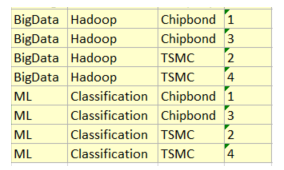 BigData Hadoop Chipbond 1
BigData Hadoop Chipbond 3
BigData Hadoop TSMC 2
BigData Hadoop TSMC 4
ML Classification Chipbond 1
ML Classification Chipbond 3
ML Classification TSMC 2
ML Classification TSMC 4